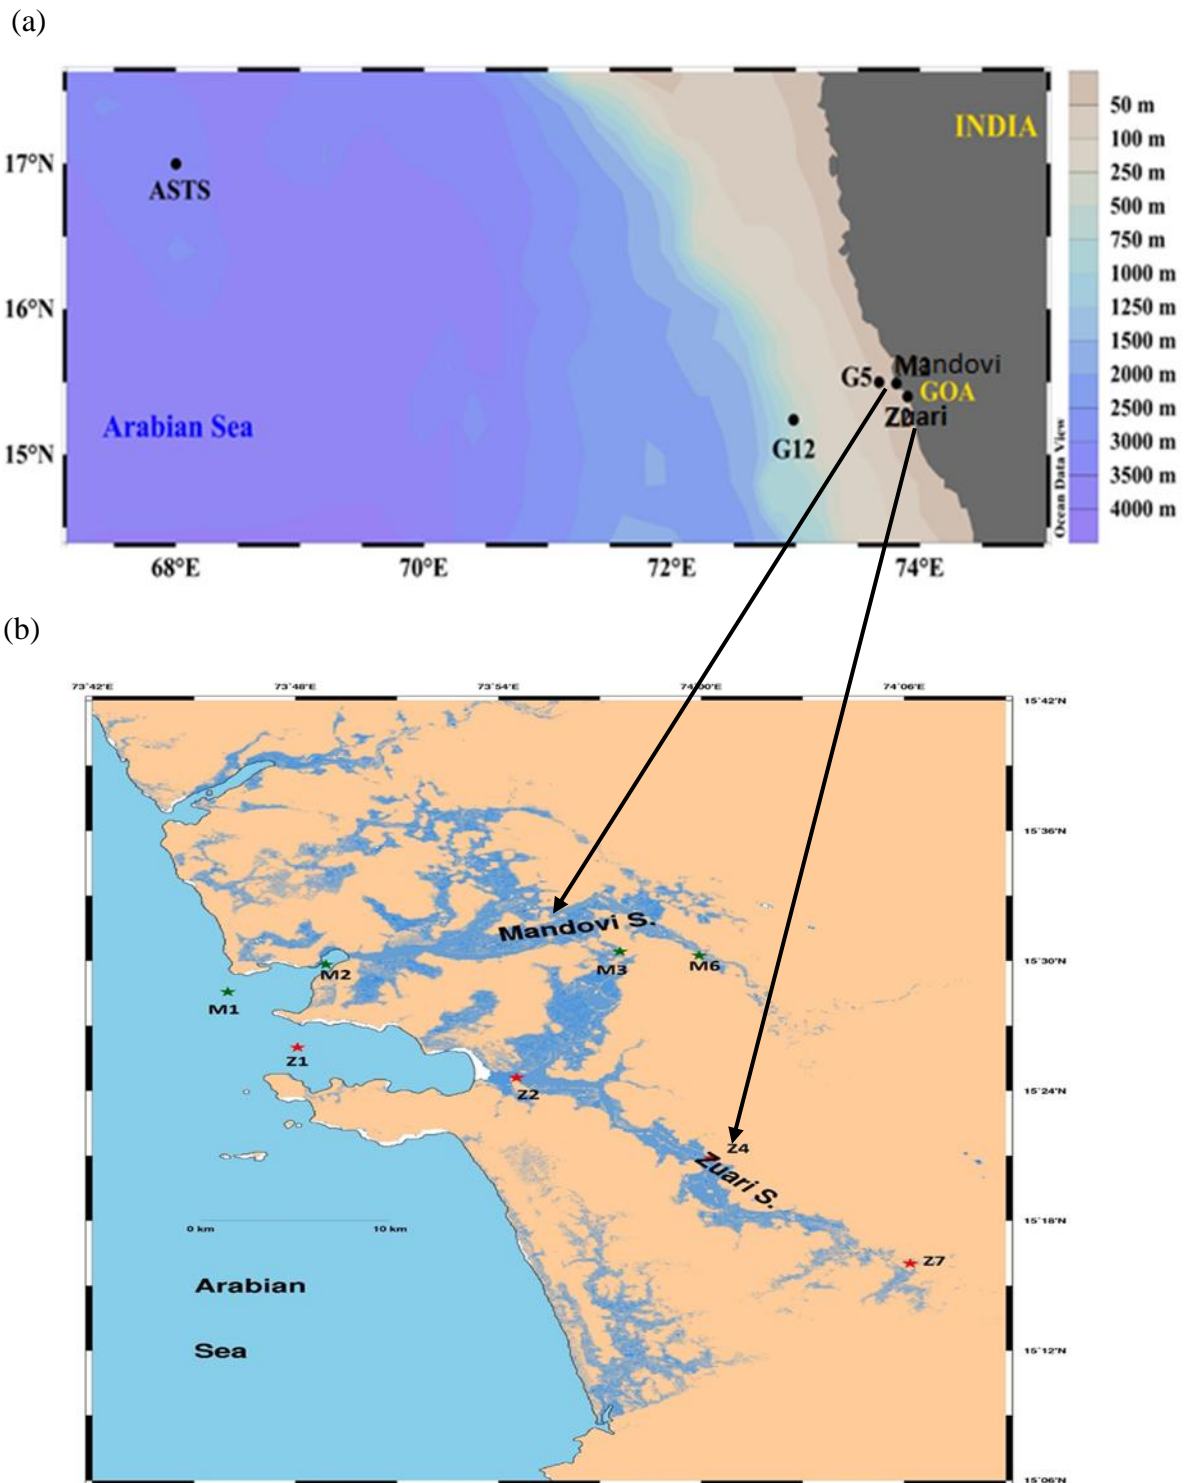 (a)
INDIA
17°N
ASTS
16°N
Mandovi
G5
GOA
Zuari
Arabian Sea
G12
15°N
68°E
70°E
72°E
74°E
Ocean Data View
50 m
100 m
250 m
500 m
750 m
1000 m
1250 m
1500 m
2000 m
2500 m
3000 m
3500 m
4000 m
(b)
73°42'E
73°48'E
73°54'E
74°00'E
74°06'E
15°42'N
15°36'N
15°30'N
15°24'N
15°18'N
15°12'N
15°06'N
Mandovi S.
M1
M2
M3
M6
Z1
Z2
Z4
Zuari S.
Z7
0 km
10 km
Arabian
Sea